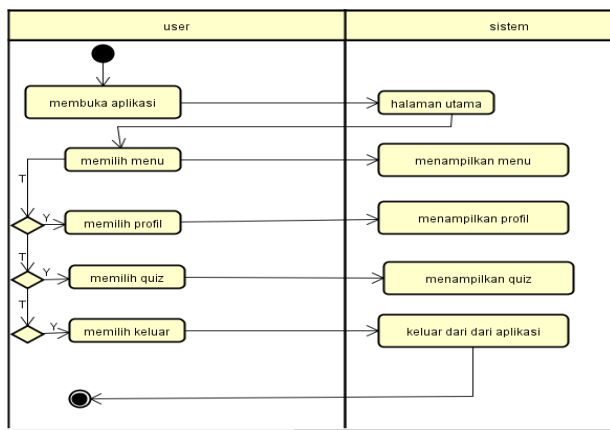 user
sistem
membuka aplikasi
halaman utama
memilih menu
menampilkan menu
T
Y
memilih profil
menampilkan profil
T
Y
memilih quiz
menampilkan quiz
T
Y
memilih keluar
keluar dari dari aplikasi